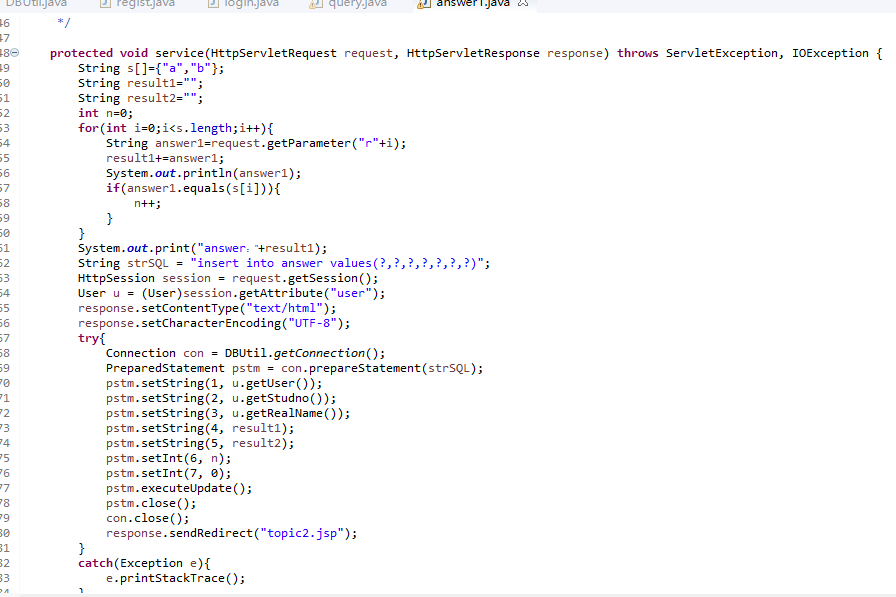 DBUtil.java regist.java login.java query.java answer1.java
46 */
47
48 protected void service(HttpServletRequest request, HttpServletResponse response) throws ServletException, IOException {
49 String s[]={"a","b"};
50 String result1="";
51 String result2="";
52 int n=0;
53 for(int i=0;i<s.length;i++){
54 String answer1=request.getParameter("r"+i);
55 result1+=answer1;
56 System.out.println(answer1);
57 if(answer1.equals(s[i])){
58 n++;
59 }
60 }
61 System.out.print("answer："+result1);
62 String strSQL = "insert into answer values(?,?,?,?,?,?,?)";
63 HttpSession session = request.getSession();
64 User u = (User)session.getAttribute("user");
65 response.setContentType("text/html");
66 response.setCharacterEncoding("UTF-8");
67 try{
68 Connection con = DBUtil.getConnection();
69 PreparedStatement pstm = con.prepareStatement(strSQL);
70 pstm.setString(1, u.getUser());
71 pstm.setString(2, u.getStudno());
72 pstm.setString(3, u.getRealName());
73 pstm.setString(4, result1);
74 pstm.setString(5, result2);
75 pstm.setInt(6, n);
76 pstm.setInt(7, 0);
77 pstm.executeUpdate();
78 pstm.close();
79 con.close();
80 response.sendRedirect("topic2.jsp");
81 }
82 catch(Exception e){
83 e.printStackTrace();
84 }